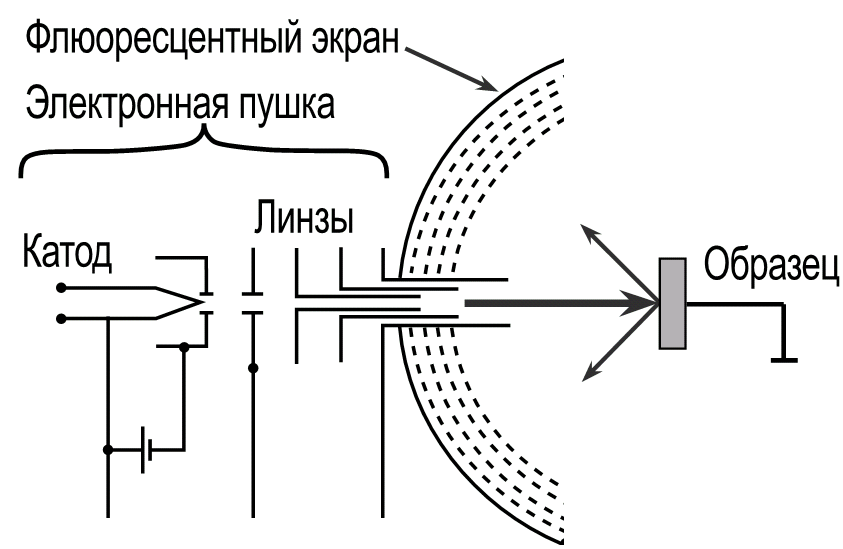 Флюоресцентный экран
Электронная пушка
Линзы
Катод
Образец